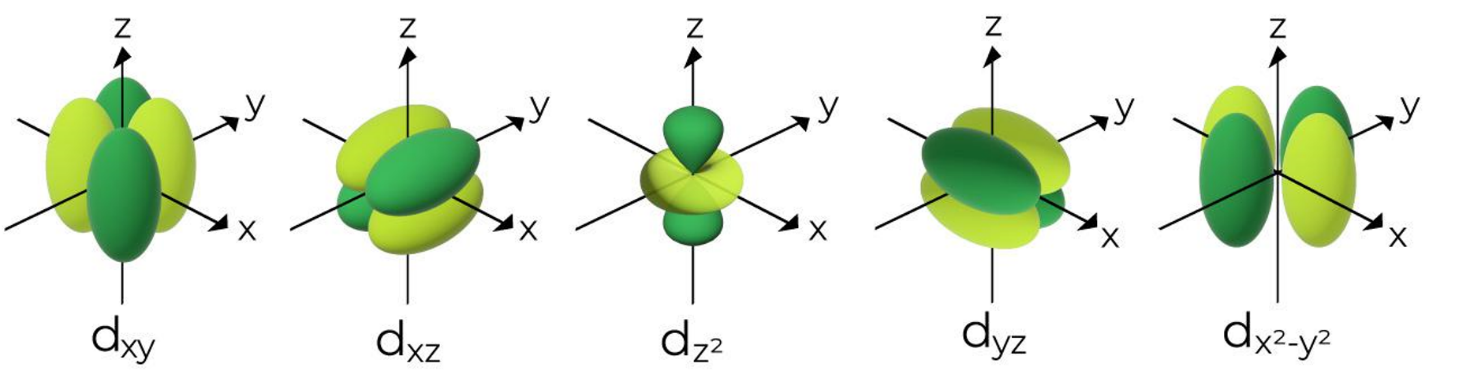 z z z z z
y y y y y
x x x x x
dxy dxz dz² dyz dx²-y²